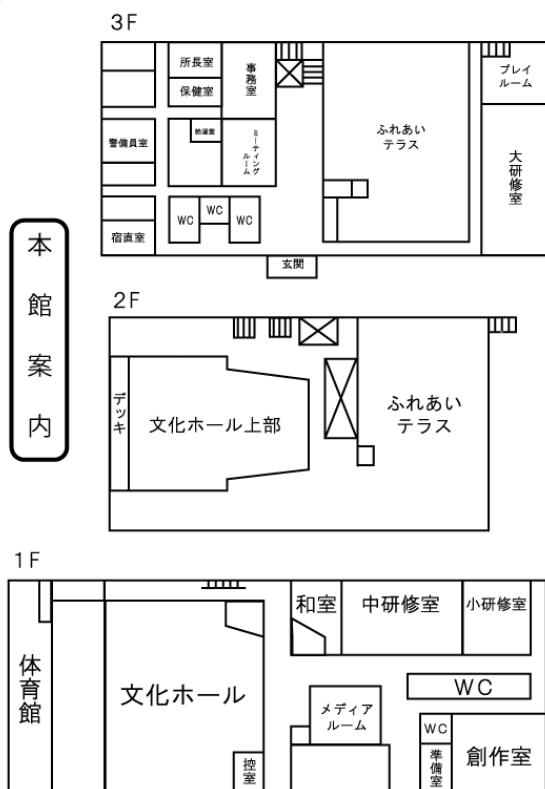 本館案内
3F
所長室
保健室
事務室
給湯室
ミーティング
ルーム
警備員室
宿直室
WC
WC
WC
玄関
ふれあい
テラス
プレイ
ルーム
大研修室
2F
デッキ
文化ホール上部
ふれあい
テラス
1F
体育館
文化ホール
控室
和室
中研修室
小研修室
WC
メディア
ルーム
WC
準備室
創作室